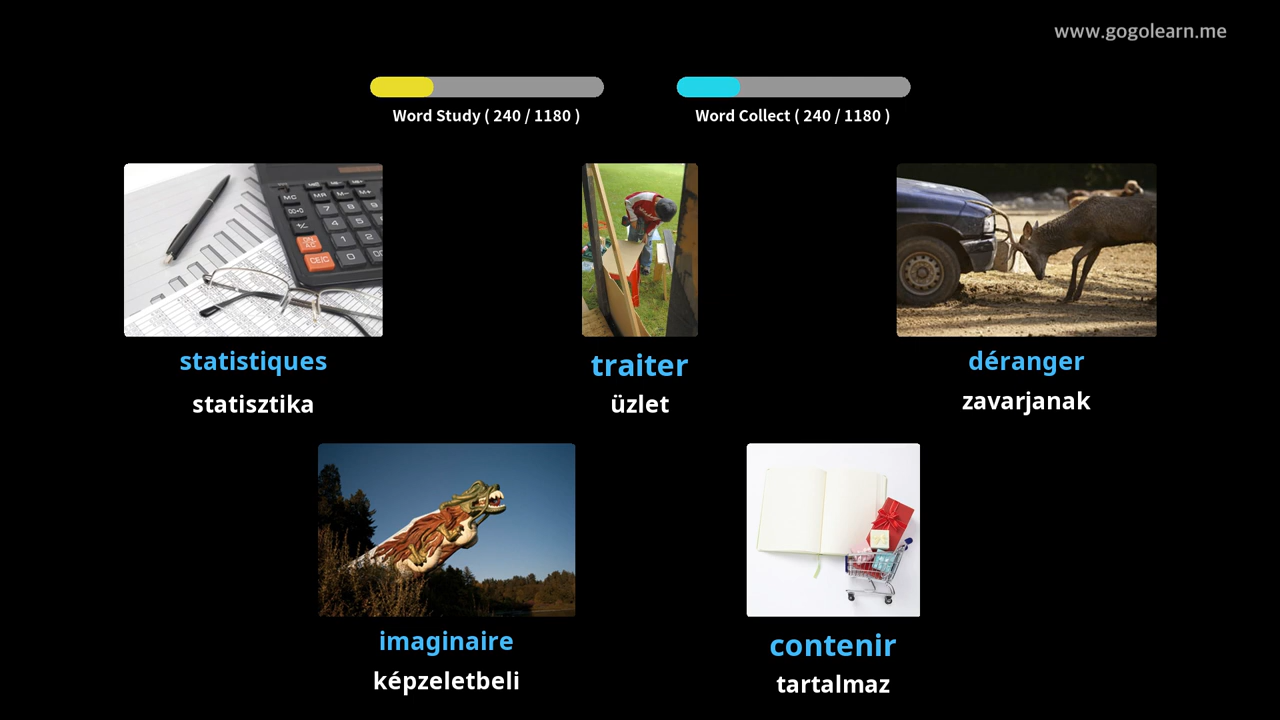 www.gogolearn.me
Word Study ( 240 / 1180 )
Word Collect ( 240 / 1180 )
statistiques
statisztika
traiter
üzlet
déranger
zavarjanak
imaginaire
képzeletbeli
contenir
tartalmaz